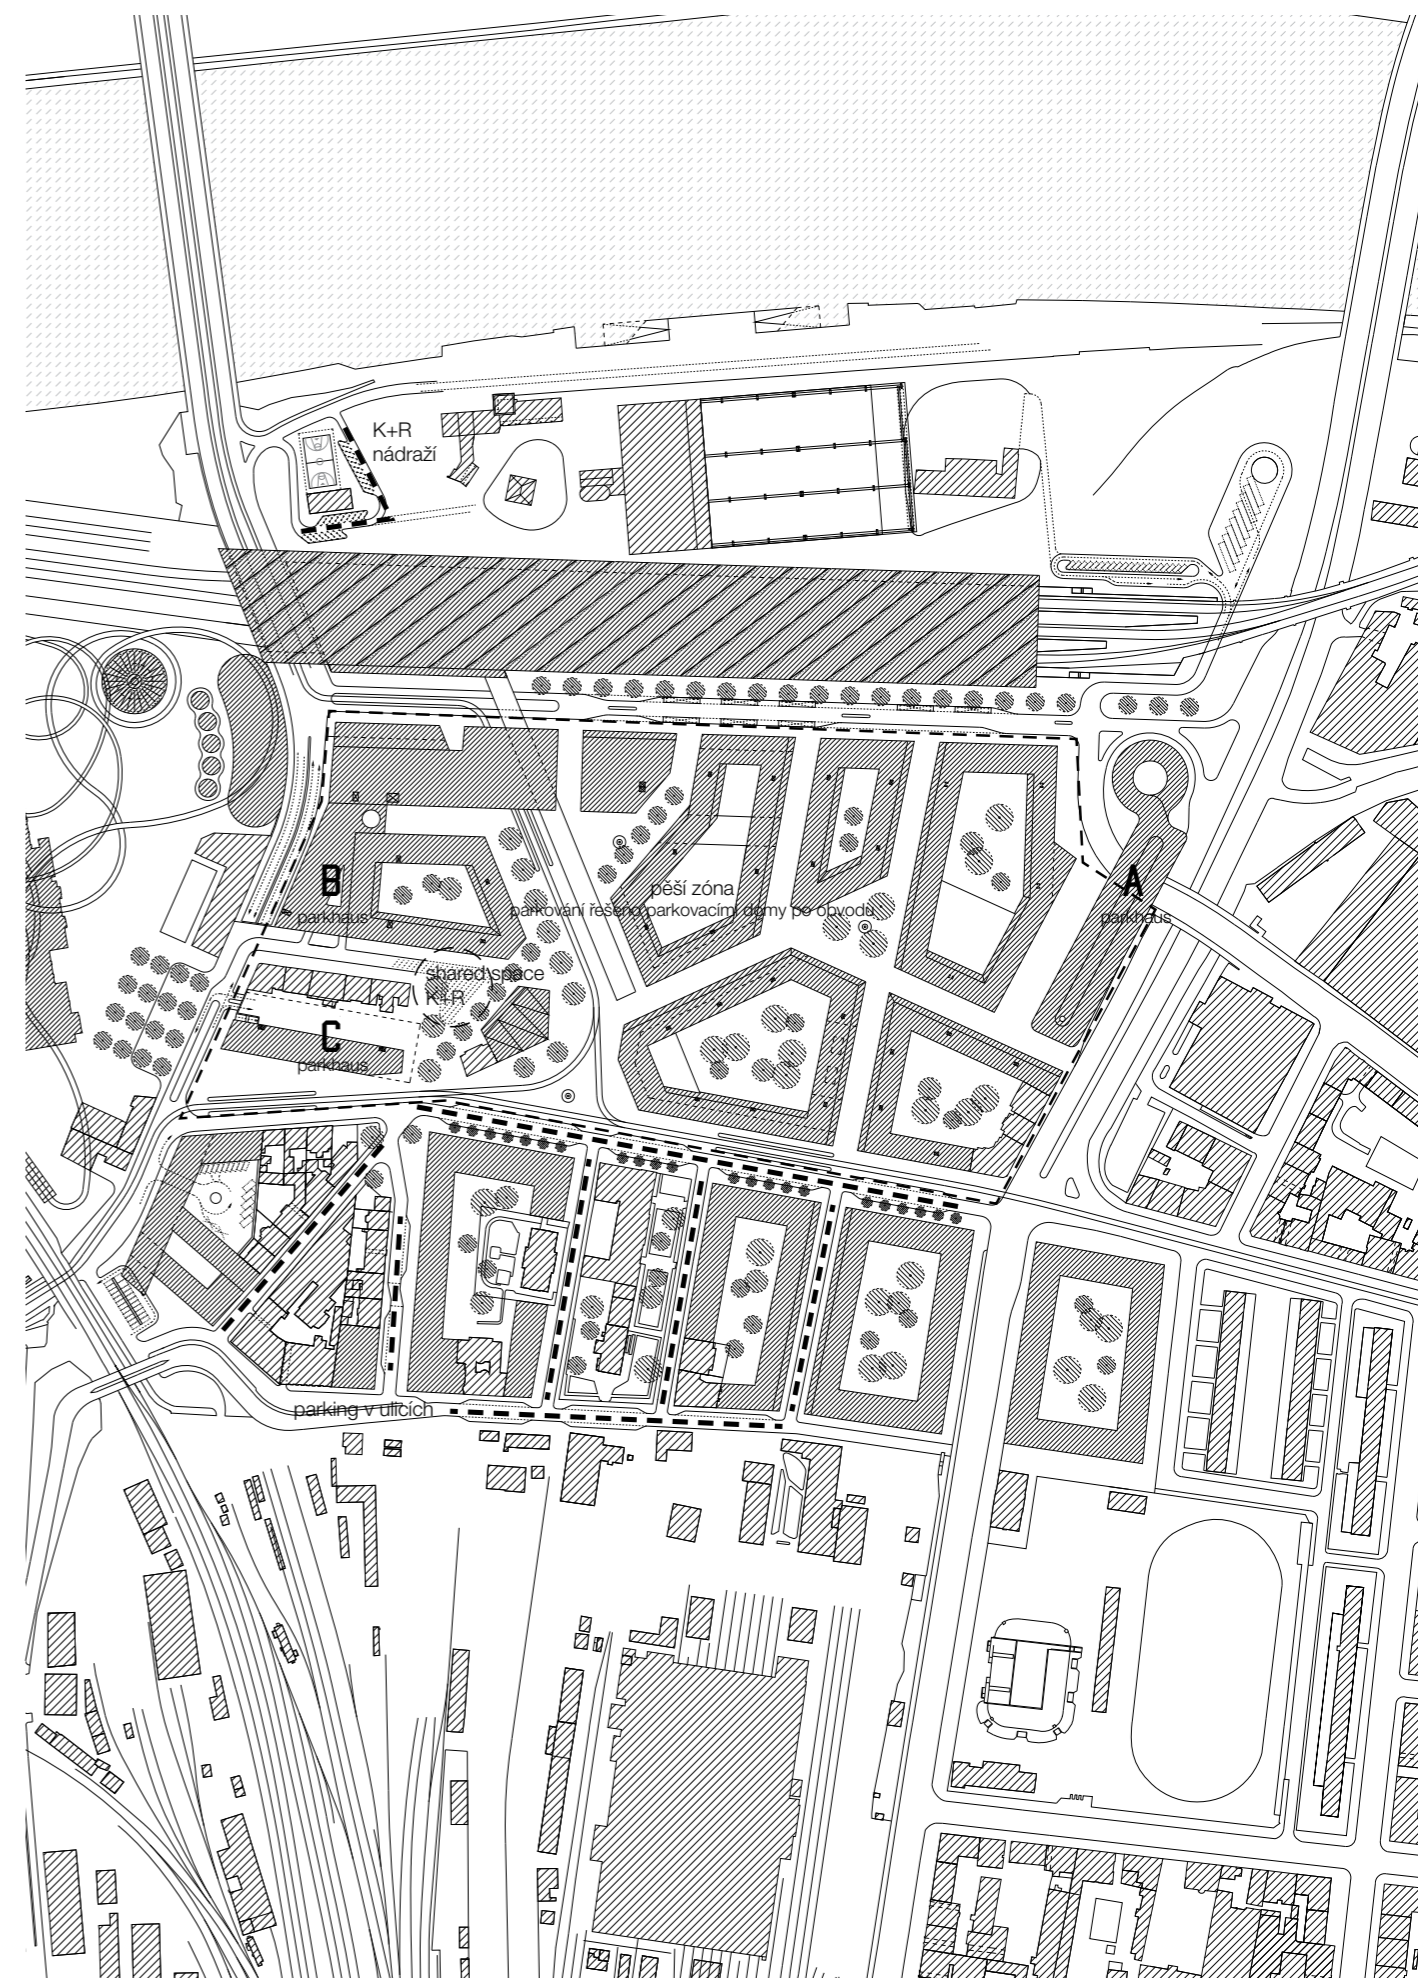 K+R
nádraží
pěší zóna
parkování řešeno parkovacími domy po obvodu
A
parkhaus
B
parkhaus
shared space
K+R
C
parkhaus
parking v ulicích